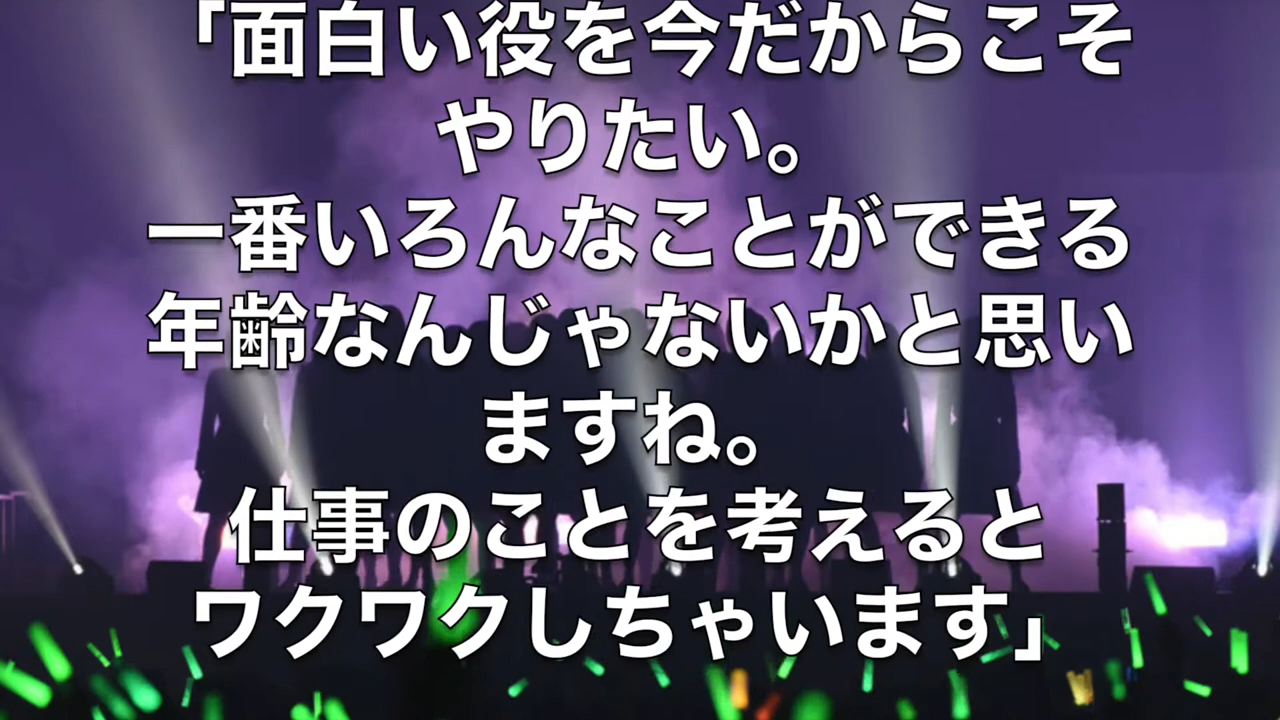 「面白い役を今だからこそ
やりたい。
一番いろんなことができる
年齢なんじゃないかと思い
ますね。
仕事のことを考えると
ワクワクしちゃいます」